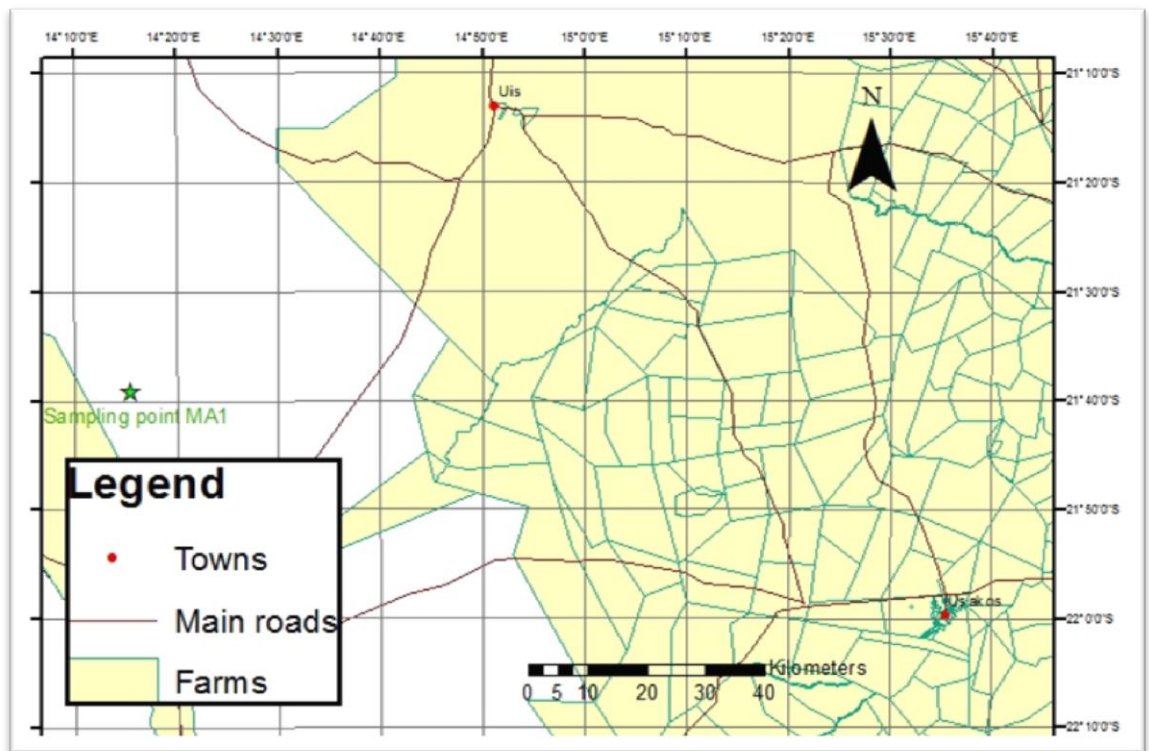 14°10'0"E 14°20'0"E 14°30'0"E 14°40'0"E 14°50'0"E 15°0'0"E 15°10'0"E 15°20'0"E 15°30'0"E 15°40'0"E
21°10'0"S
Uis
N
21°20'0"S
21°30'0"S
21°40'0"S
Sampling point MA1
21°50'0"S
22°0'0"S
22°10'0"S
Usakos
Legend
Towns
Main roads
Farms
Kilometers
0 5 10 20 30 40